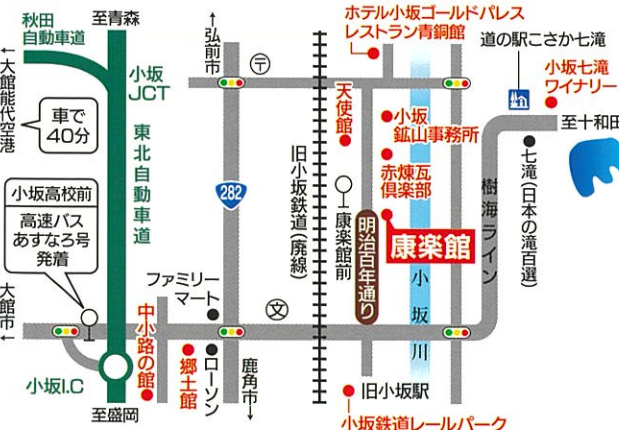 秋田
自動車道
至青森
↑弘前市
ホテル小坂ゴールドパレス
レストラン青銅館
道の駅こさか七滝
小坂七滝
ワイナリー
至十和田
←大館能代空港
車で
40分
小坂
JCT
東北自動車道
〒
天使館
小坂
鉱山事務所
赤煉瓦
倶楽部
康楽館
康楽館前
明治百年通り
旧小坂鉄道(廃線)
282
樹海ライン
七滝(日本の滝百選)
小坂川
小坂高校前
高速バス
あすなろ号
発着
大館市
←
ファミリー
マート
文
中小路の館
郷土館
ローソン
鹿角市→
旧小坂駅
小坂鉄道レールパーク
小坂I.C
至盛岡